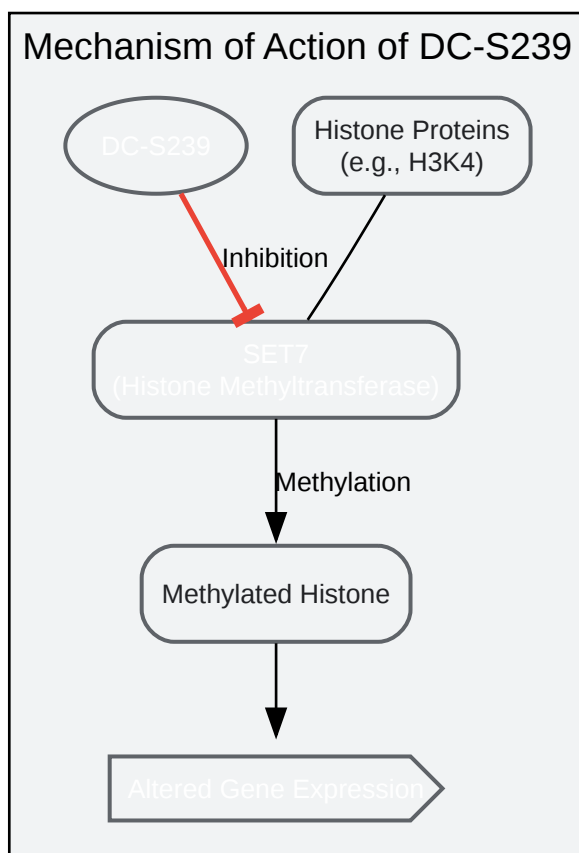 Mechanism of Action of DC-S239
DC-S239
Histone Proteins
(e.g., H3K4)
Inhibition
SET7
(Histone Methyltransferase)
Methylation
Methylated Histone
Altered Gene Expression